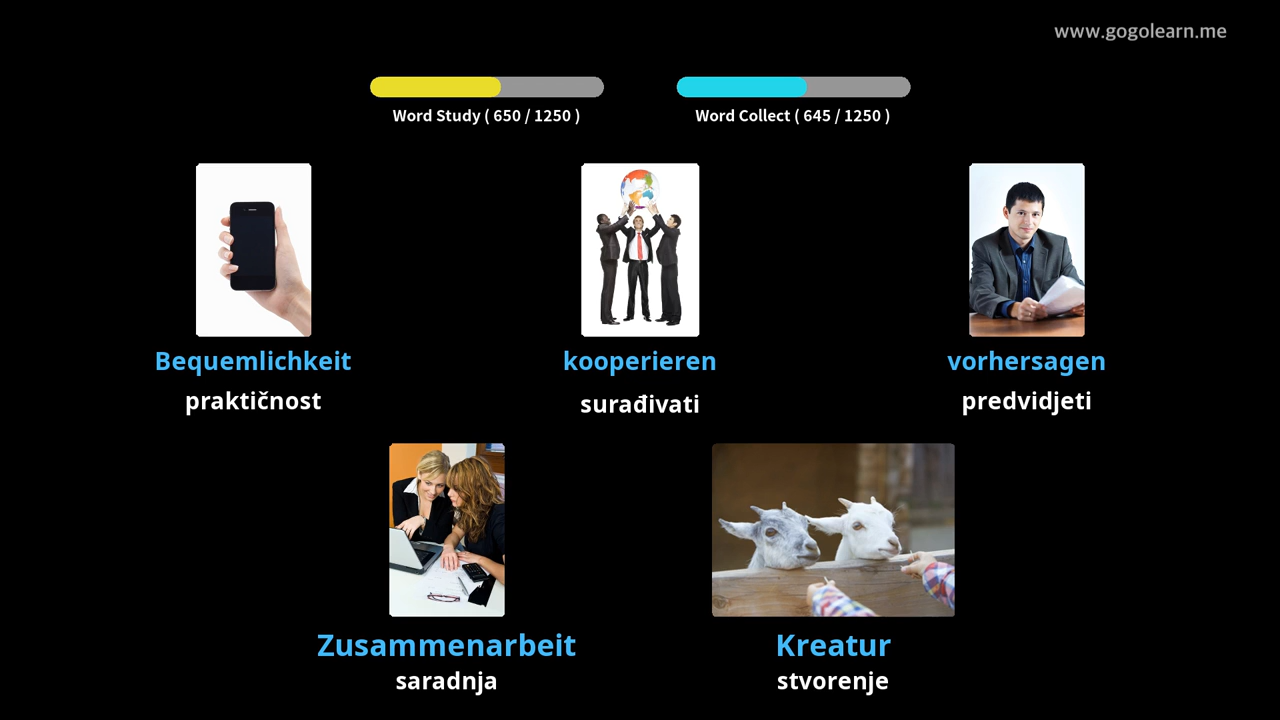 www.gogolearn.me
Word Study ( 650 / 1250 )
Word Collect ( 645 / 1250 )
Bequemlichkeit
praktičnost
kooperieren
surađivati
vorhersagen
predvidjeti
Zusammenarbeit
saradnja
Kreatur
stvorenje